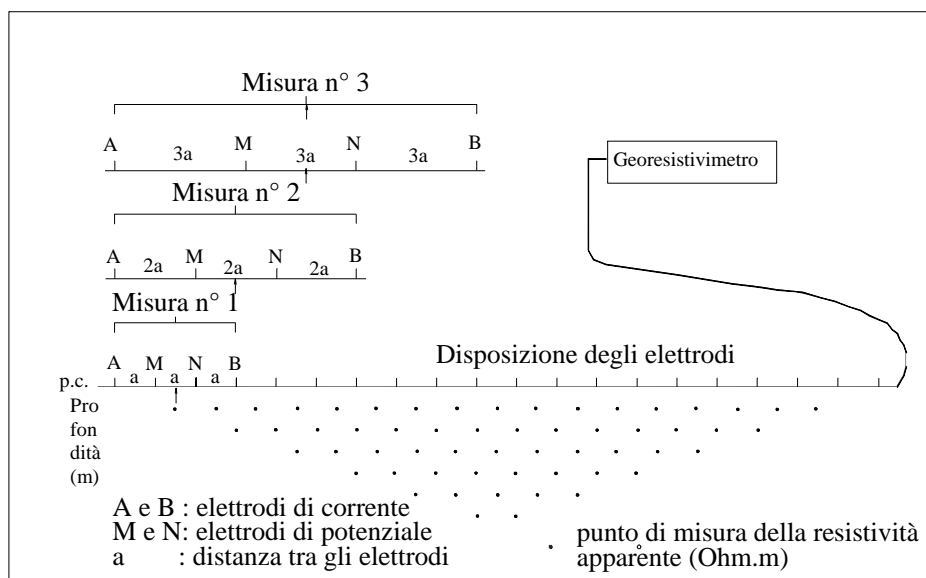 Misura n° 3
A M N B
3a 3a 3a
Georesistivimetro
Misura n° 2
A M N B
2a 2a 2a
Misura n° 1
A M N B
a a a
Disposizione degli elettrodi
p.c.
Pro
fon
dità
(m)
A e B : elettrodi di corrente
M e N: elettrodi di potenziale
a : distanza tra gli elettrodi
punto di misura della resistività
apparente (Ohm.m)